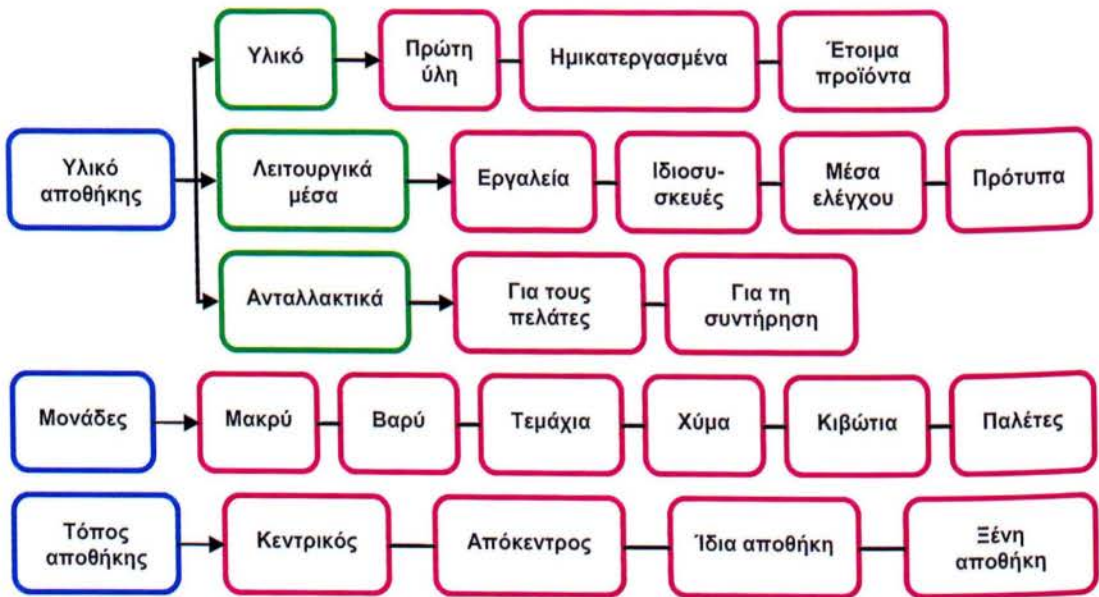 Υλικό
Πρώτη
ύλη
Ημικατεργασμένα
Έτοιμα
προϊόντα
Υλικό
αποθήκης
Λειτουργικά
μέσα
Εργαλεία
Ιδιοσυ-
σκευές
Μέσα
ελέγχου
Πρότυπα
Ανταλλακτικά
Για τους
πελάτες
Για τη
συντήρηση
Μονάδες
Μακρύ
Βαρύ
Τεμάχια
Χύμα
Κιβώτια
Παλέτες
Τόπος
αποθήκης
Κεντρικός
Απόκεντρος
Ίδια αποθήκη
Ξένη
αποθήκη